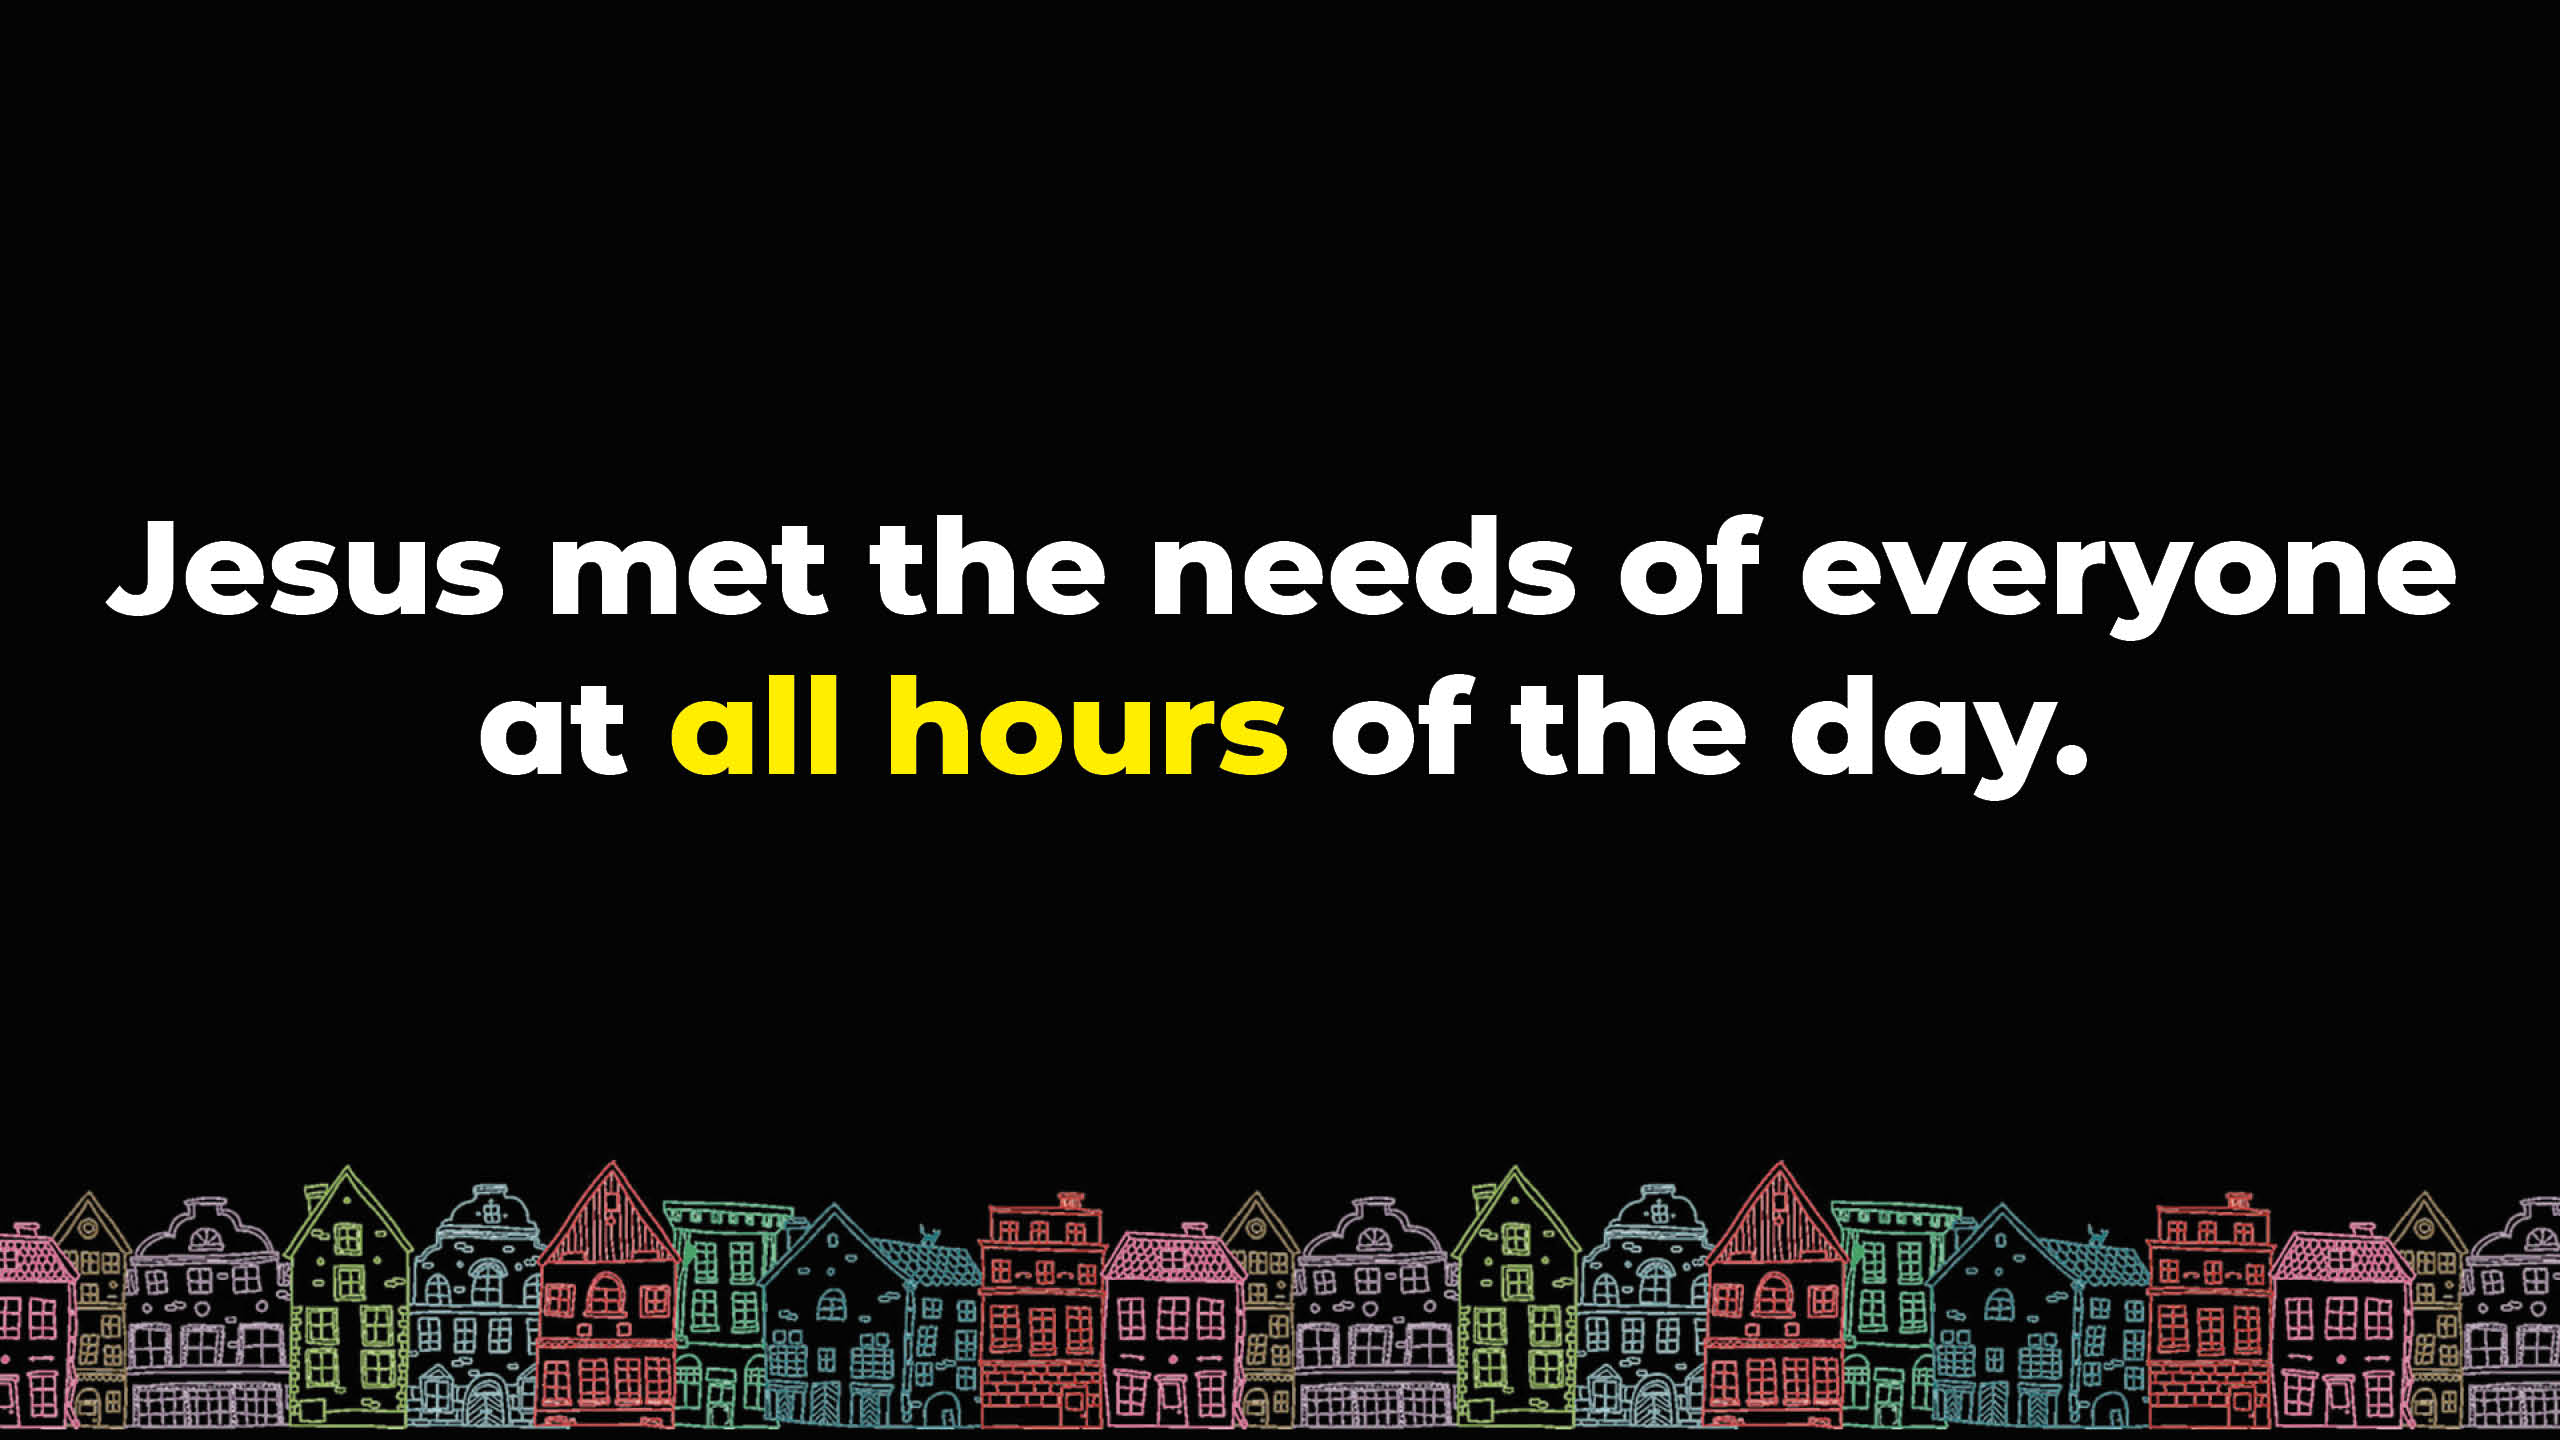 Jesus met the needs of everyone
at all hours of the day.